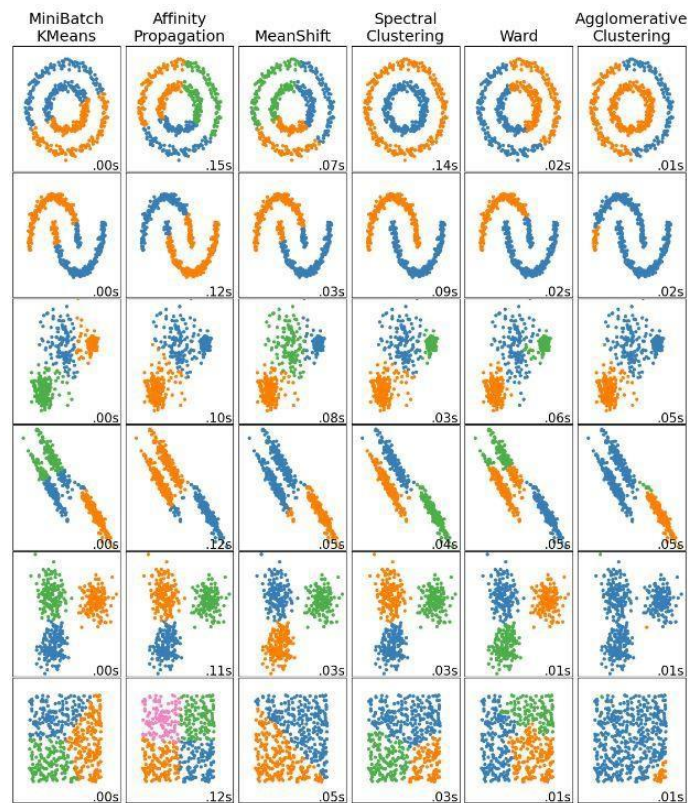 MiniBatch
KMeans
Affinity
Propagation
MeanShift
Spectral
Clustering
Ward
Agglomerative
Clustering
.00s
.15s
.07s
.14s
.02s
.01s
.00s
.12s
.03s
.09s
.02s
.02s
.00s
.10s
.08s
.03s
.06s
.05s
.00s
.12s
.05s
.04s
.05s
.05s
.00s
.11s
.03s
.03s
.01s
.01s
.00s
.12s
.05s
.03s
.01s
.01s